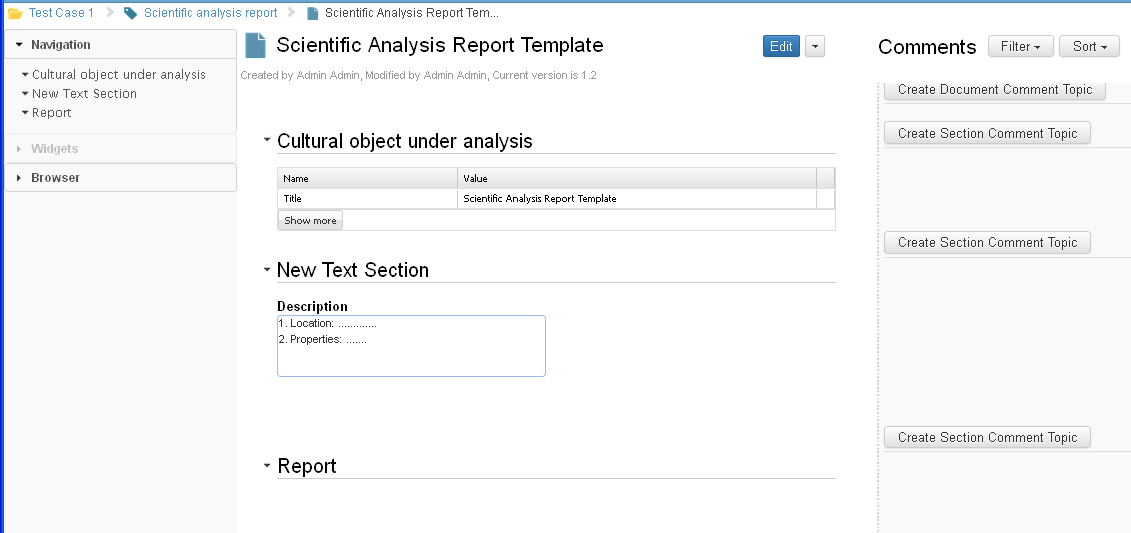 Test Case 1 Scientific analysis report Scientific Analysis Report Tem...
Navigation
Cultural object under analysis
New Text Section
Report
Widgets
Browser
Scientific Analysis Report Template
Edit
Created by Admin Admin, Modified by Admin Admin, Current version is 1.2
Cultural object under analysis
Name Value
Title Scientific Analysis Report Template
Show more
New Text Section
Description
1. Location: .............
2. Properties: .......
Report
Comments Filter Sort
Create Document Comment Topic
Create Section Comment Topic
Create Section Comment Topic
Create Section Comment Topic